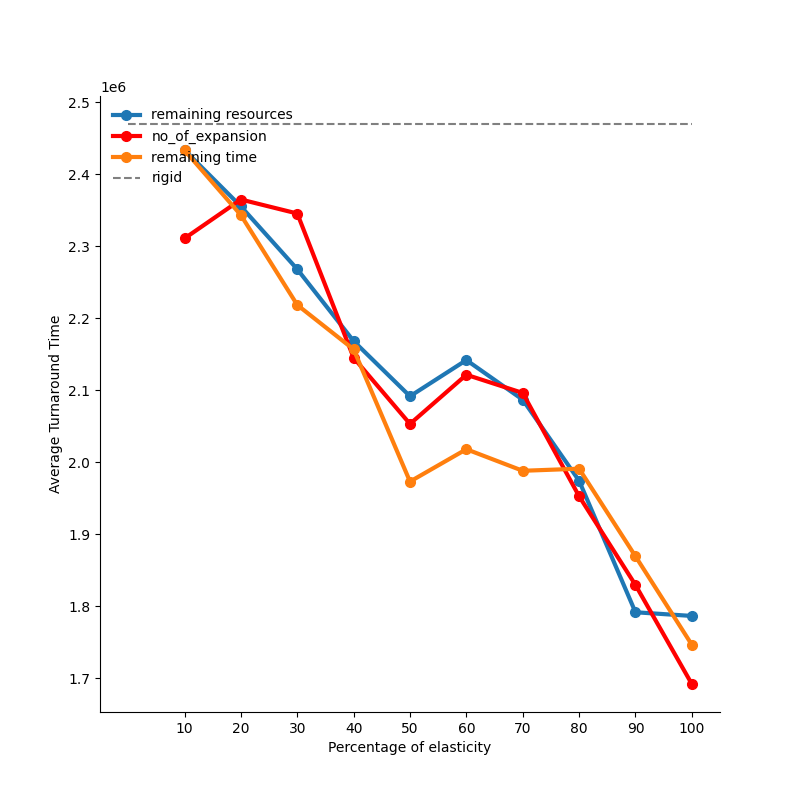 1e6
2.5
2.4
2.3
2.2
2.1
2.0
1.9
1.8
1.7
Average Turnaround Time
remaining resources
no_of_expansion
remaining time
rigid
10 20 30 40 50 60 70 80 90 100
Percentage of elasticity